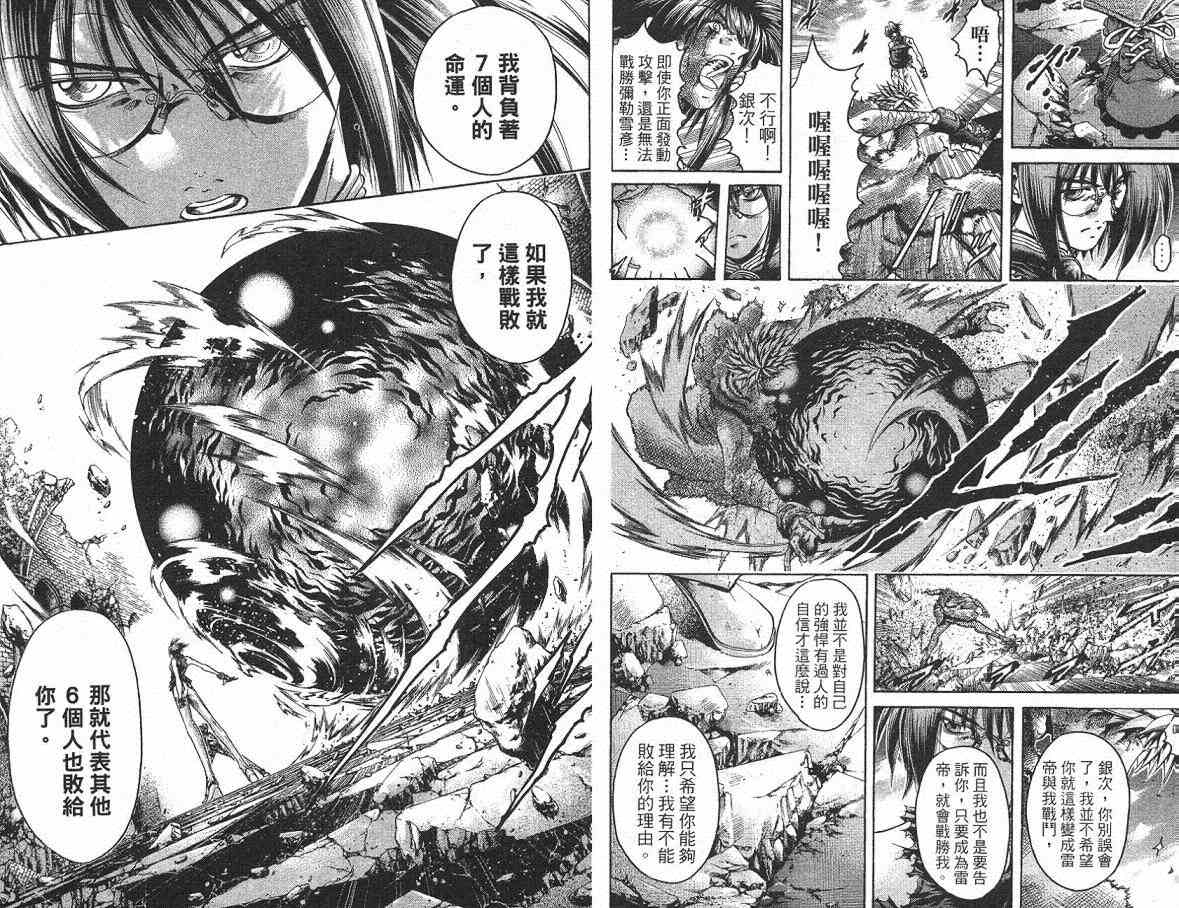 ……
唔…
喔喔喔喔喔！
不行啊！
銀次！
即使你正面發動
攻擊，還是無法
戰勝彌勒雪彥…
銀次，你別誤會
了，我並不希望
你就這樣變成雷
帝與我戰鬥，
而且我也不是要告
訴你，只要成為雷
帝，就會戰勝我。
我並不是對自己
的強悍有過人的
自信才這麼說…
我只希望你能夠
理解…我有不能
敗給你的理由。
我背負著
7個人的
命運。
如果我就
這樣戰敗
了，
那就代表其他
6個人也敗給
你了。